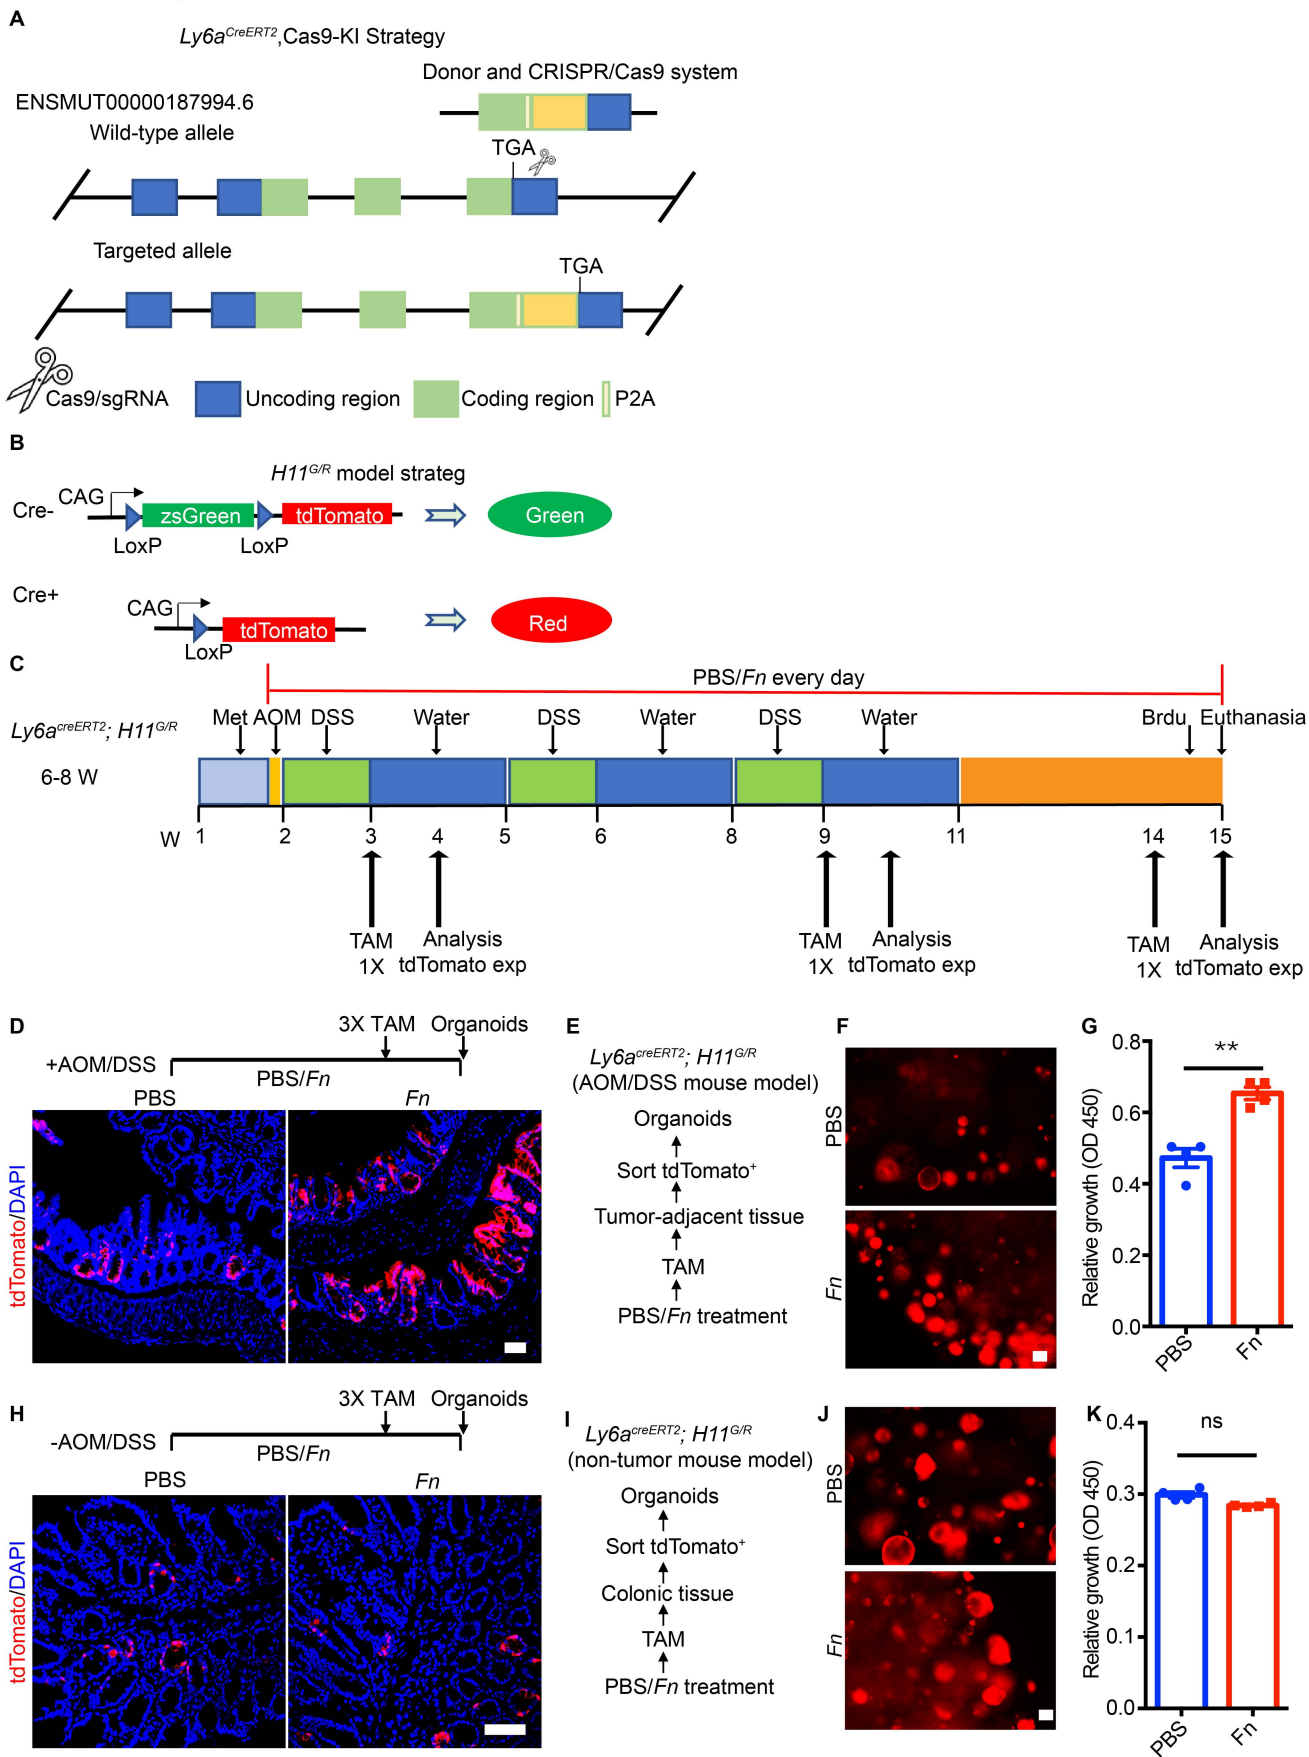 A
Ly6aCreERT2,Cas9-KI Strategy
Donor and CRISPR/Cas9 system
ENSMUT00000187994.6
Wild-type allele
TGA
Targeted allele
TGA
Cas9/sgRNA
Uncoding region
Coding region
P2A
B
H11G/R model strateg
Cre-
CAG
zsGreen
tdTomato
Green
LoxP
LoxP
Cre+
CAG
tdTomato
Red
LoxP
C
PBS/Fn every day
Ly6acreERT2; H11G/R
Met AOM DSS Water DSS Water DSS Water Brdu Euthanasia
6-8 W
W 1 2 3 4 5 6 8 9 11 14 15
TAM 1X
Analysis tdTomato exp
TAM 1X
Analysis tdTomato exp
TAM 1X
Analysis tdTomato exp
D
3X TAM Organoids
+AOM/DSS
PBS/Fn
PBS Fn
tdTomato/DAPI
E
Ly6acreERT2; H11G/R
(AOM/DSS mouse model)
Organoids
Sort tdTomato+
Tumor-adjacent tissue
TAM
PBS/Fn treatment
F
PBS
Fn
G
Relative growth (OD 450)
0.8
0.6
0.4
0.2
0.0
**
PBS Fn
H
3X TAM Organoids
-AOM/DSS
PBS/Fn
PBS Fn
tdTomato/DAPI
I
Ly6acreERT2; H11G/R
(non-tumor mouse model)
Organoids
Sort tdTomato+
Colonic tissue
TAM
PBS/Fn treatment
J
PBS
Fn
K
Relative growth (OD 450)
0.4
0.3
0.2
0.1
0.0
ns
PBS Fn